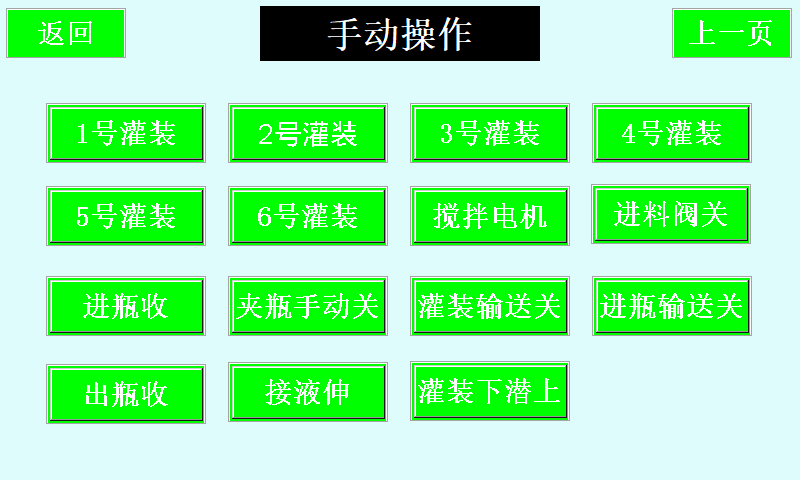 返回
手动操作
上一页
1号灌装
2号灌装
3号灌装
4号灌装
5号灌装
6号灌装
搅拌电机
进料阀关
进瓶收
夹瓶手动关
灌装输送关
进瓶输送关
出瓶收
接液伸
灌装下潜上